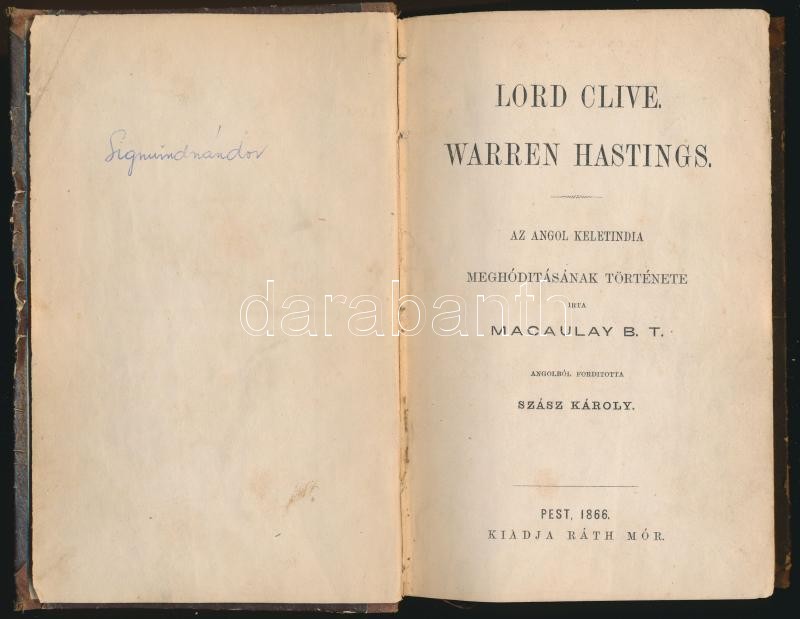 Sigmundnándor
LORD CLIVE.
WARREN HASTINGS.
AZ ANGOL KELETINDIA
MEGHÓDITÁSÁNAK TÖRTÉNETE
IRTA
MACAULAY B. T.
ANGOLBÓL FORDITOTTA
SZÁSZ KÁROLY.
PEST, 1866.
KIADJA RÁTH MÓR.
darabanth